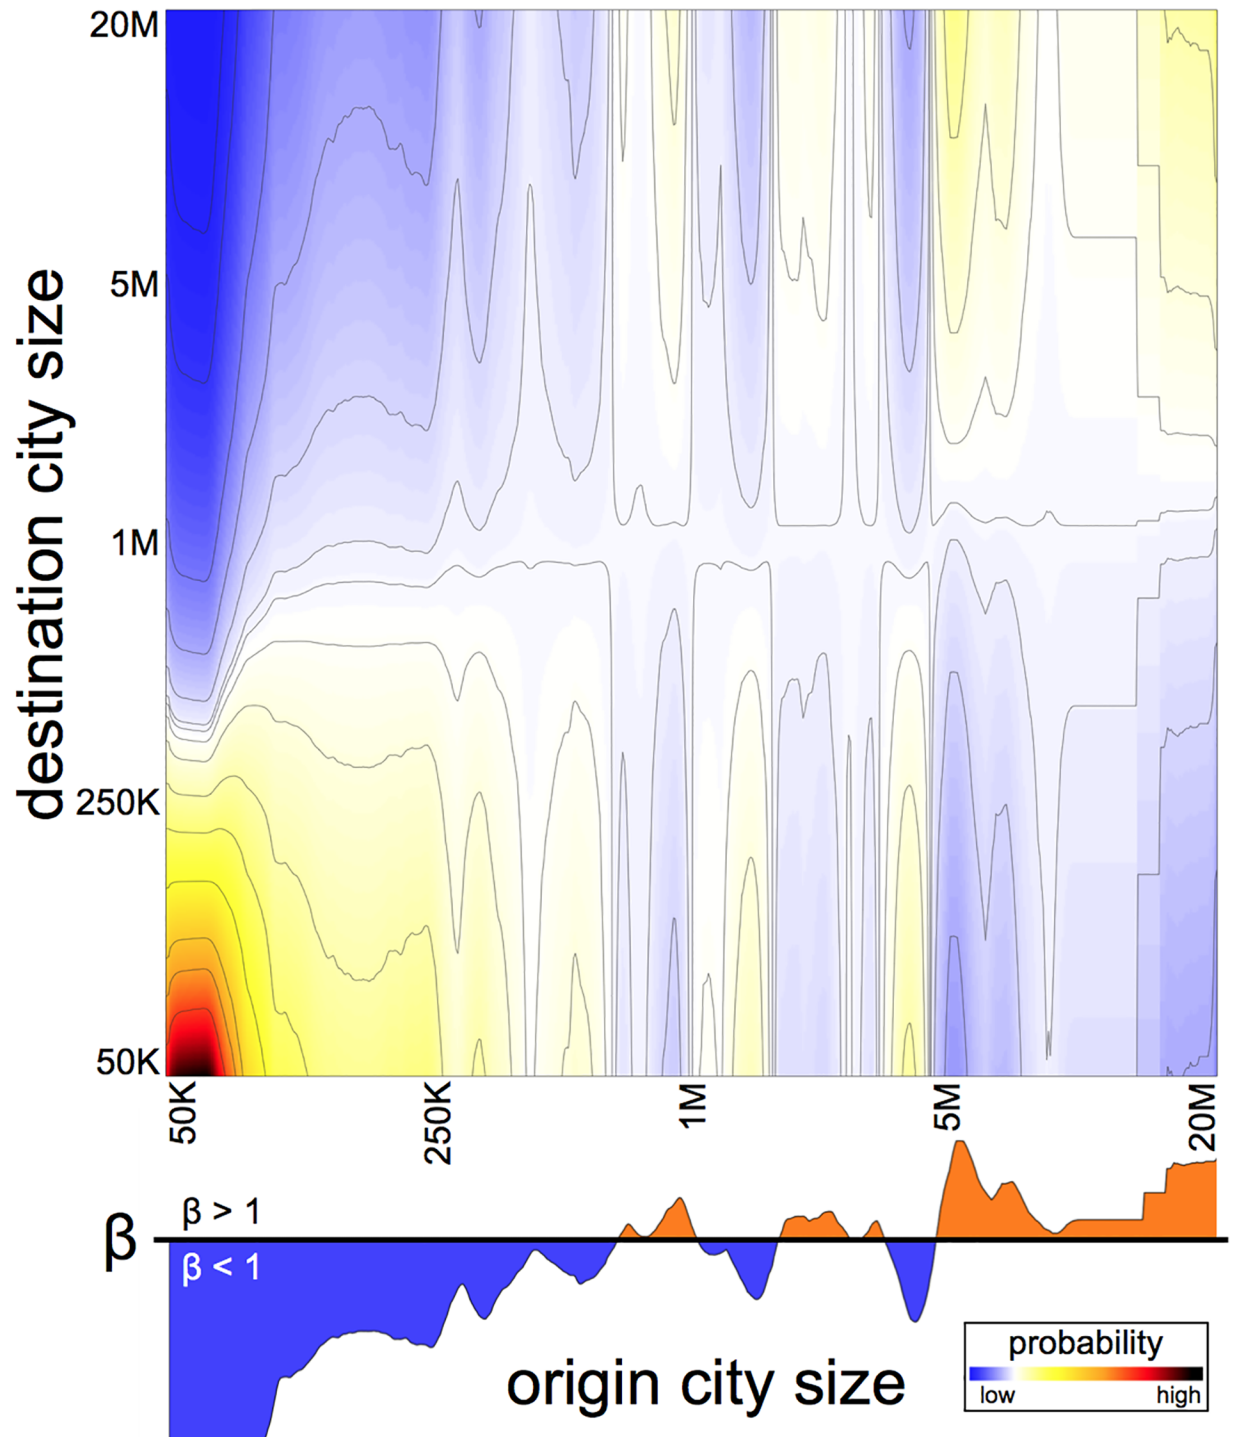 20M
5M
1M
250K
50K
destination city size
50K
250K
1M
5M
20M
β
β > 1
β < 1
origin city size
probability
low
high